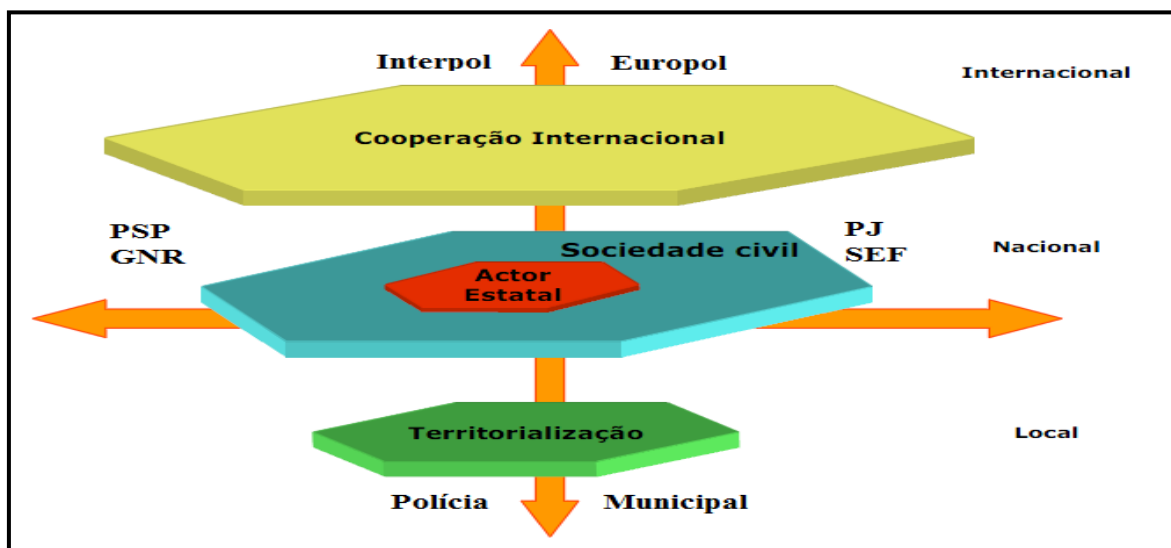 Interpol Europol
Internacional
Cooperação Internacional
PSP
GNR
Sociedade civil
PJ
SEF
Nacional
Actor
Estatal
Territorialização
Local
Polícia Municipal